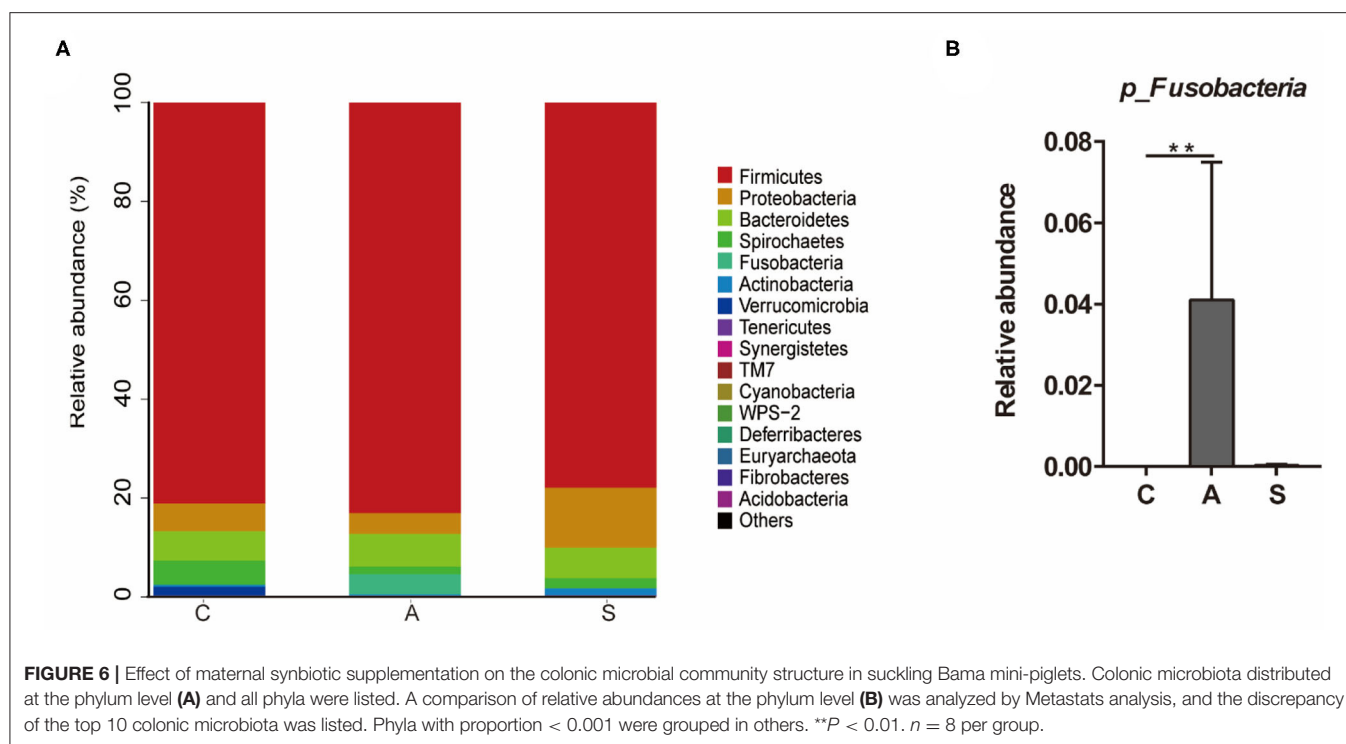 A
100
80
60
40
20
0
Relative abundance (%)
C A S
Firmicutes
Proteobacteria
Bacteroidetes
Spirochaetes
Fusobacteria
Actinobacteria
Verrucomicrobia
Tenericutes
Synergistetes
TM7
Cyanobacteria
WPS−2
Deferribacteres
Euryarchaeota
Fibrobacteres
Acidobacteria
Others
B
p_Fusobacteria
**
0.08
0.06
0.04
0.02
0.00
Relative abundance
C A S
FIGURE 6 | Effect of maternal synbiotic supplementation on the colonic microbial community structure in suckling Bama mini-piglets. Colonic microbiota distributed
at the phylum level (A) and all phyla were listed. A comparison of relative abundances at the phylum level (B) was analyzed by Metastats analysis, and the discrepancy
of the top 10 colonic microbiota was listed. Phyla with proportion < 0.001 were grouped in others. **P < 0.01. n = 8 per group.